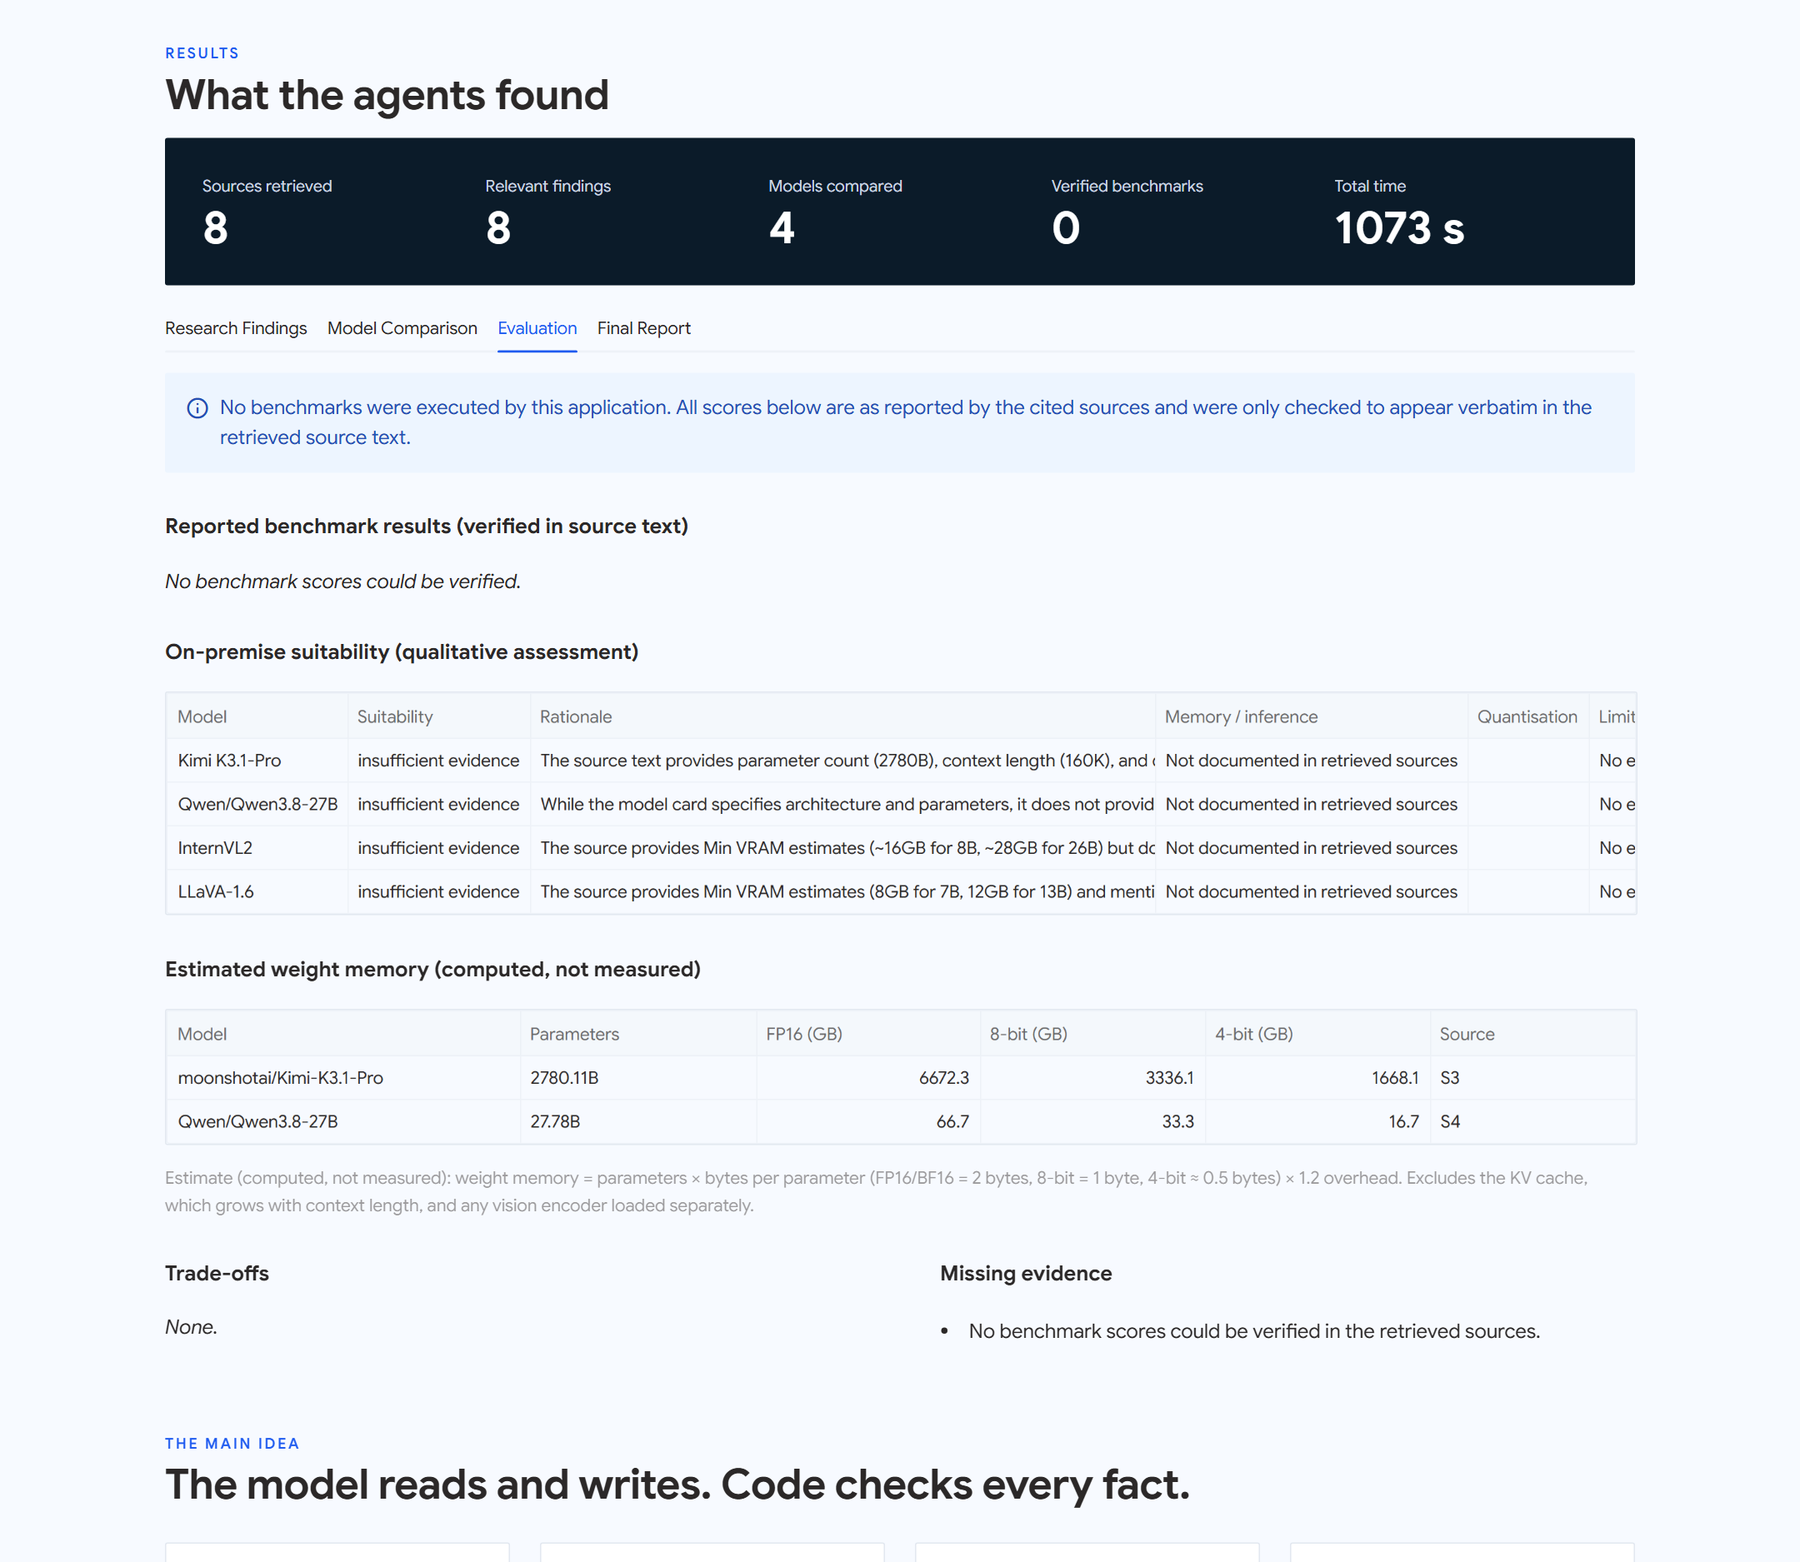 RESULTS
What the agents found
Sources retrieved Relevant findings Models compared Verified benchmarks Total time
8 8 4 0 1073 s
Research Findings Model Comparison Evaluation Final Report
No benchmarks were executed by this application. All scores below are as reported by the cited sources and were only checked to appear verbatim in the
retrieved source text.
Reported benchmark results (verified in source text)
No benchmark scores could be verified.
On-premise suitability (qualitative assessment)
Model Suitability Rationale Memory / inference Quantisation Limit
Kimi K3.1-Pro insufficient evidence The source text provides parameter count (2780B), context length (160K), and Not documented in retrieved sources No e
Qwen/Qwen3.8-27B insufficient evidence While the model card specifies architecture and parameters, it does not provid Not documented in retrieved sources No e
InternVL2 insufficient evidence The source provides Min VRAM estimates (~16GB for 8B, ~28GB for 26B) but do Not documented in retrieved sources No e
LLaVA-1.6 insufficient evidence The source provides Min VRAM estimates (8GB for 7B, 12GB for 13B) and menti Not documented in retrieved sources No e
Estimated weight memory (computed, not measured)
Model Parameters FP16 (GB) 8-bit (GB) 4-bit (GB) Source
moonshotai/Kimi-K3.1-Pro 2780.11B 6672.3 3336.1 1668.1 S3
Qwen/Qwen3.8-27B 27.78B 66.7 33.3 16.7 S4
Estimate (computed, not measured): weight memory = parameters × bytes per parameter (FP16/BF16 = 2 bytes, 8-bit = 1 byte, 4-bit ≈ 0.5 bytes) × 1.2 overhead. Excludes the KV cache,
which grows with context length, and any vision encoder loaded separately.
Trade-offs Missing evidence
None. • No benchmark scores could be verified in the retrieved sources.
THE MAIN IDEA
The model reads and writes. Code checks every fact.